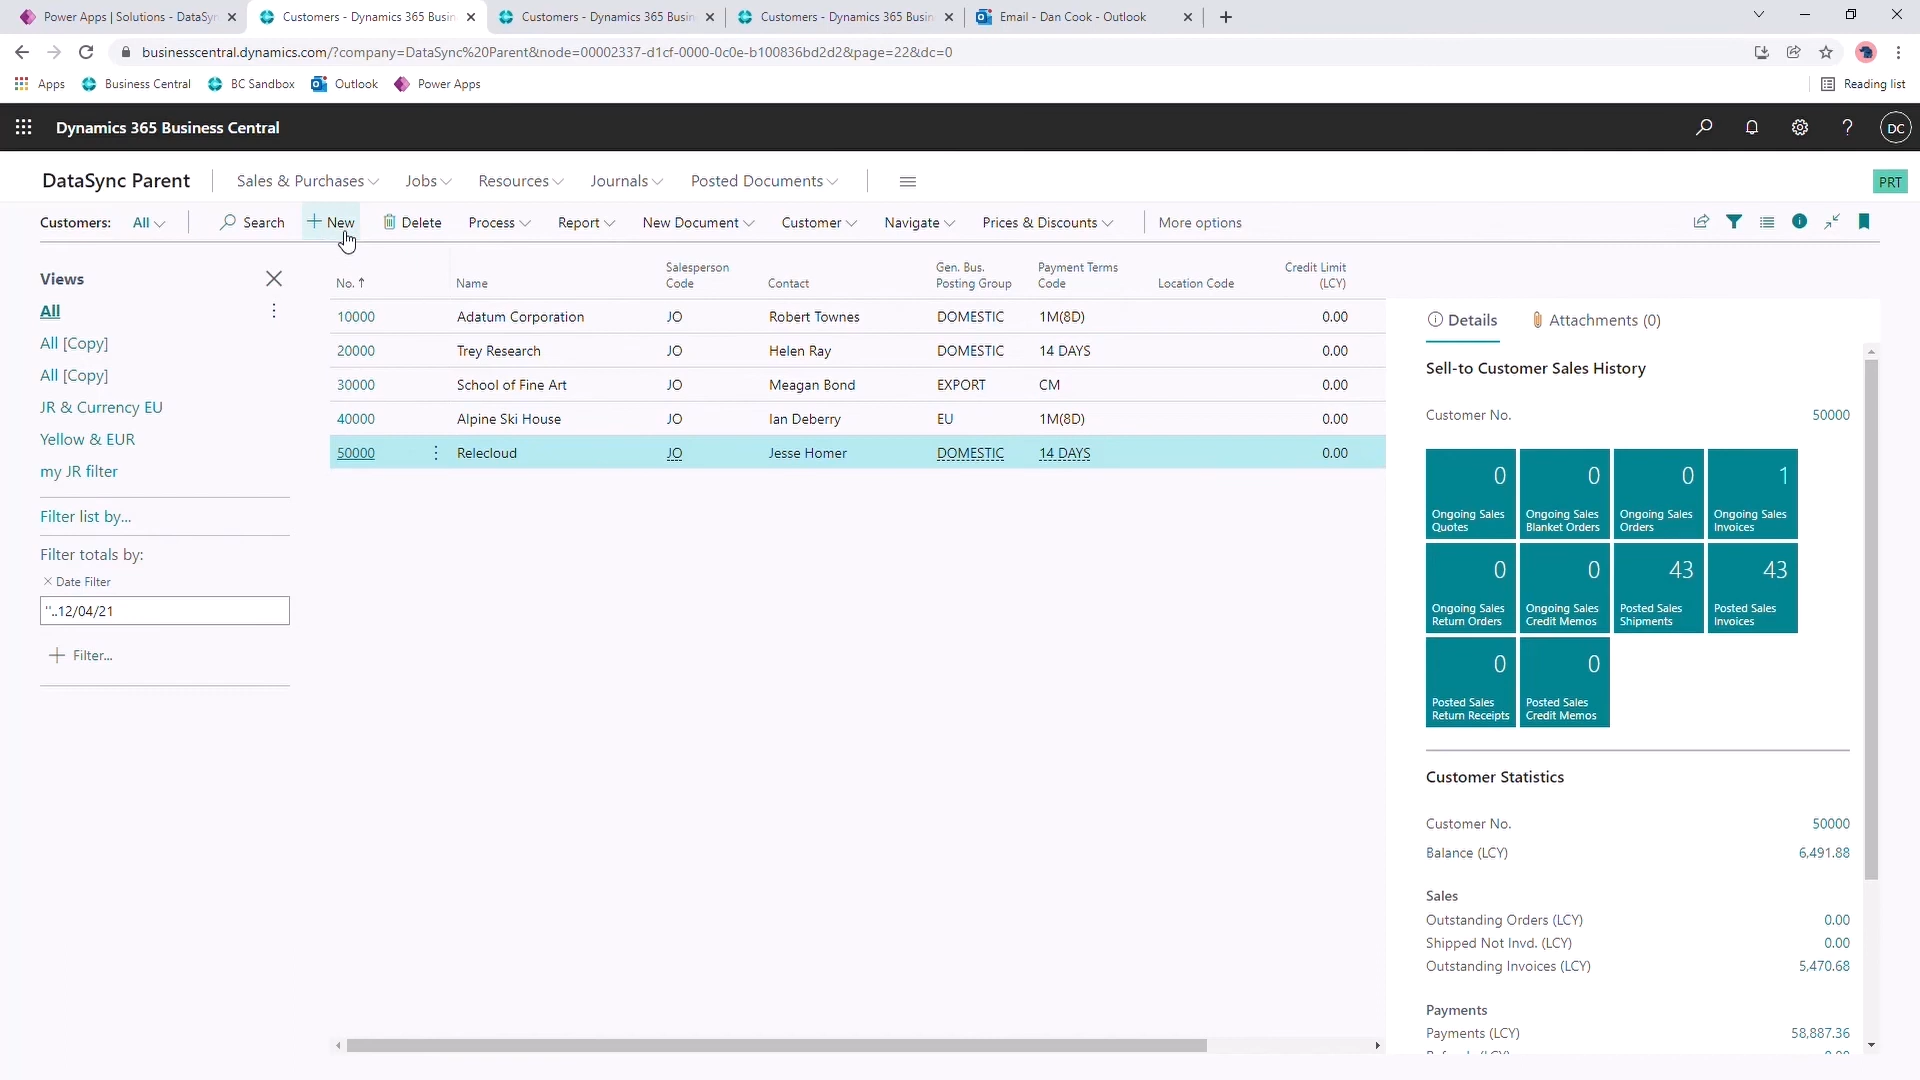 Power Apps | Solutions - DataSyn
Customers - Dynamics 365 Busin
Customers - Dynamics 365 Busin
Customers - Dynamics 365 Busin
Email - Dan Cook - Outlook
businesscentral.dynamics.com/?company=DataSync%20Parent&node=00002337-d1cf-0000-0c0e-b100836bd2d2&page=22&dc=0
Apps
Business Central
BC Sandbox
Outlook
Power Apps
Reading list
Dynamics 365 Business Central
DC
DataSync Parent
Sales & Purchases
Jobs
Resources
Journals
Posted Documents
PRT
Customers: All
Search
New
Delete
Process
Report
New Document
Customer
Navigate
Prices & Discounts
More options
Views
All
All [Copy]
All [Copy]
JR & Currency EU
Yellow & EUR
my JR filter
Filter list by...
Filter totals by:
× Date Filter
''..12/04/21
+ Filter...
No. ↑ Name Salesperson Code Contact Gen. Bus. Posting Group Payment Terms Code Location Code Credit Limit (LCY)
10000 Adatum Corporation JO Robert Townes DOMESTIC 1M(8D) 0.00
20000 Trey Research JO Helen Ray DOMESTIC 14 DAYS 0.00
30000 School of Fine Art JO Meagan Bond EXPORT CM 0.00
40000 Alpine Ski House JO Ian Deberry EU 1M(8D) 0.00
50000 Relecloud JO Jesse Homer DOMESTIC 14 DAYS 0.00
Details
Attachments (0)
Sell-to Customer Sales History
Customer No. 50000
0
Ongoing Sales
Quotes
0
Ongoing Sales
Blanket Orders
0
Ongoing Sales
Orders
1
Ongoing Sales
Invoices
0
Ongoing Sales
Return Orders
0
Ongoing Sales
Credit Memos
43
Posted Sales
Shipments
43
Posted Sales
Invoices
0
Posted Sales
Return Receipts
0
Posted Sales
Credit Memos
Customer Statistics
Customer No. 50000
Balance (LCY) 6,491.88
Sales
Outstanding Orders (LCY) 0.00
Shipped Not Invd. (LCY) 0.00
Outstanding Invoices (LCY) 5,470.68
Payments
Payments (LCY) 58,887.36